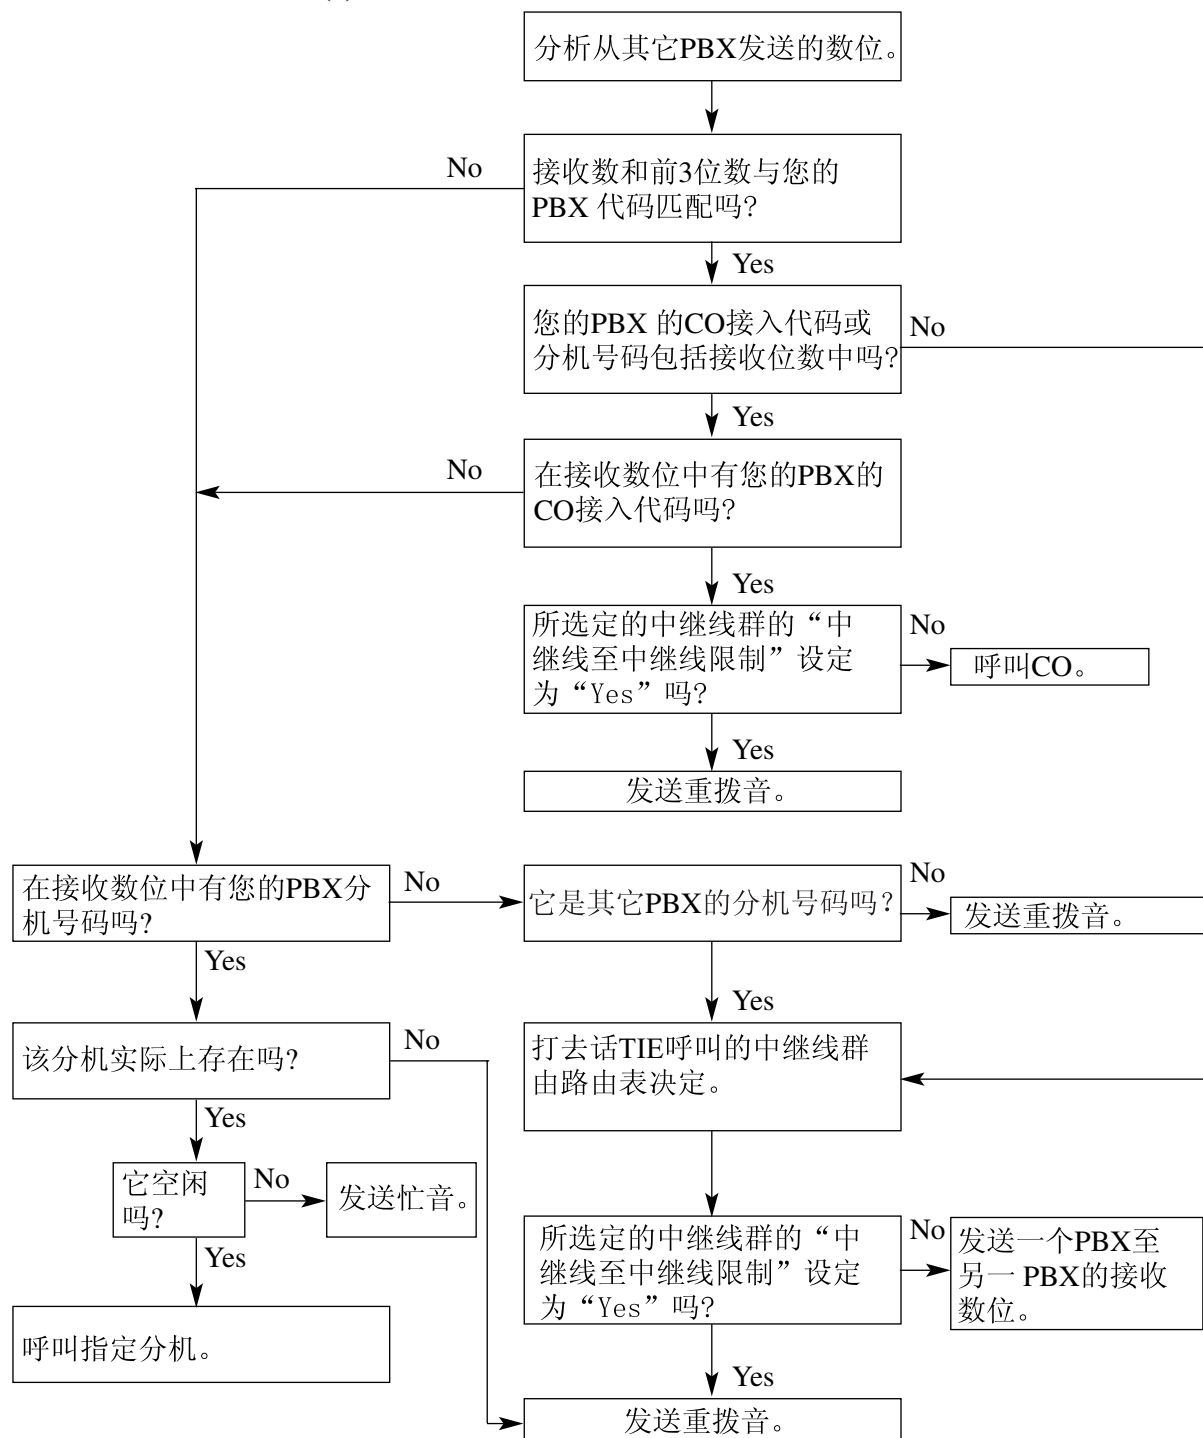 分析从其它PBX发送的数位。
No
接收数和前3位数与您的
PBX 代码匹配吗?
Yes
您的PBX 的CO接入代码或
分机号码包括接收位数中吗?
No
Yes
No
在接收数位中有您的PBX的
CO接入代码吗?
Yes
所选定的中继线群的“中
继线至中继线限制”设定
为“Yes”吗?
No
呼叫CO。
Yes
发送重拨音。
在接收数位中有您的PBX分
机号码吗?
No
它是其它PBX的分机号码吗?
No
发送重拨音。
Yes
Yes
该分机实际上存在吗?
No
打去话TIE呼叫的中继线群
由路由表决定。
Yes
它空闲
吗?
No
发送忙音。
Yes
呼叫指定分机。
所选定的中继线群的“中
继线至中继线限制”设定
为“Yes”吗?
No
发送一个PBX至
另一 PBX的接收
数位。
Yes
发送重拨音。